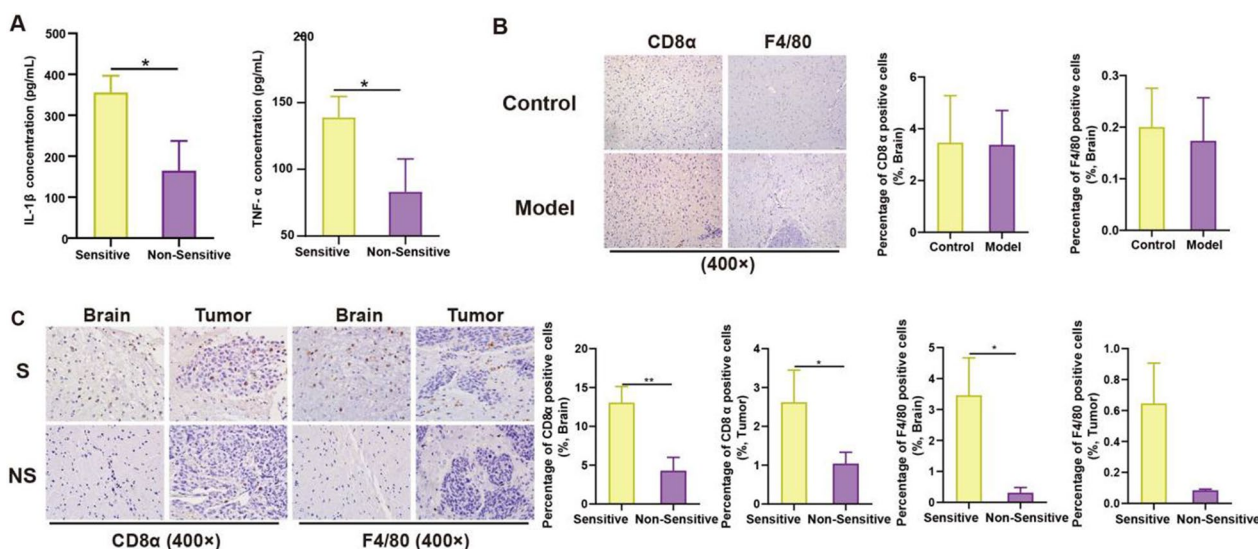 A
IL-1β concentration (pg/mL)
500
400
300
200
100
0
*
Sensitive Non-Sensitive
TNF- α concentration (pg/mL)
200
150
100
50
*
Sensitive Non-Sensitive
B
CD8α F4/80
Control
Model
(400×)
Percentage of CD8 α positive cells
(%, Brain)
8
6
4
2
0
Control Model
Percentage of F4/80 positive cells
(%, Brain)
0.3
0.2
0.1
0.0
Control Model
C
Brain Tumor Brain Tumor
S
NS
CD8α (400×) F4/80 (400×)
Percentage of CD8α positive cells
(%, Brain)
20
15
10
5
0
**
Sensitive Non-Sensitive
Percentage of CD8 α positive cells
(%, Tumor)
4
3
2
1
0
*
Sensitive Non-Sensitive
Percentage of F4/80 positive cells
(%, Brain)
5
4
3
2
1
0
*
Sensitive Non-Sensitive
Percentage of F4/80 positive cells
(%, Tumor)
1.0
0.8
0.6
0.4
0.2
0.0
Sensitive Non-Sensitive